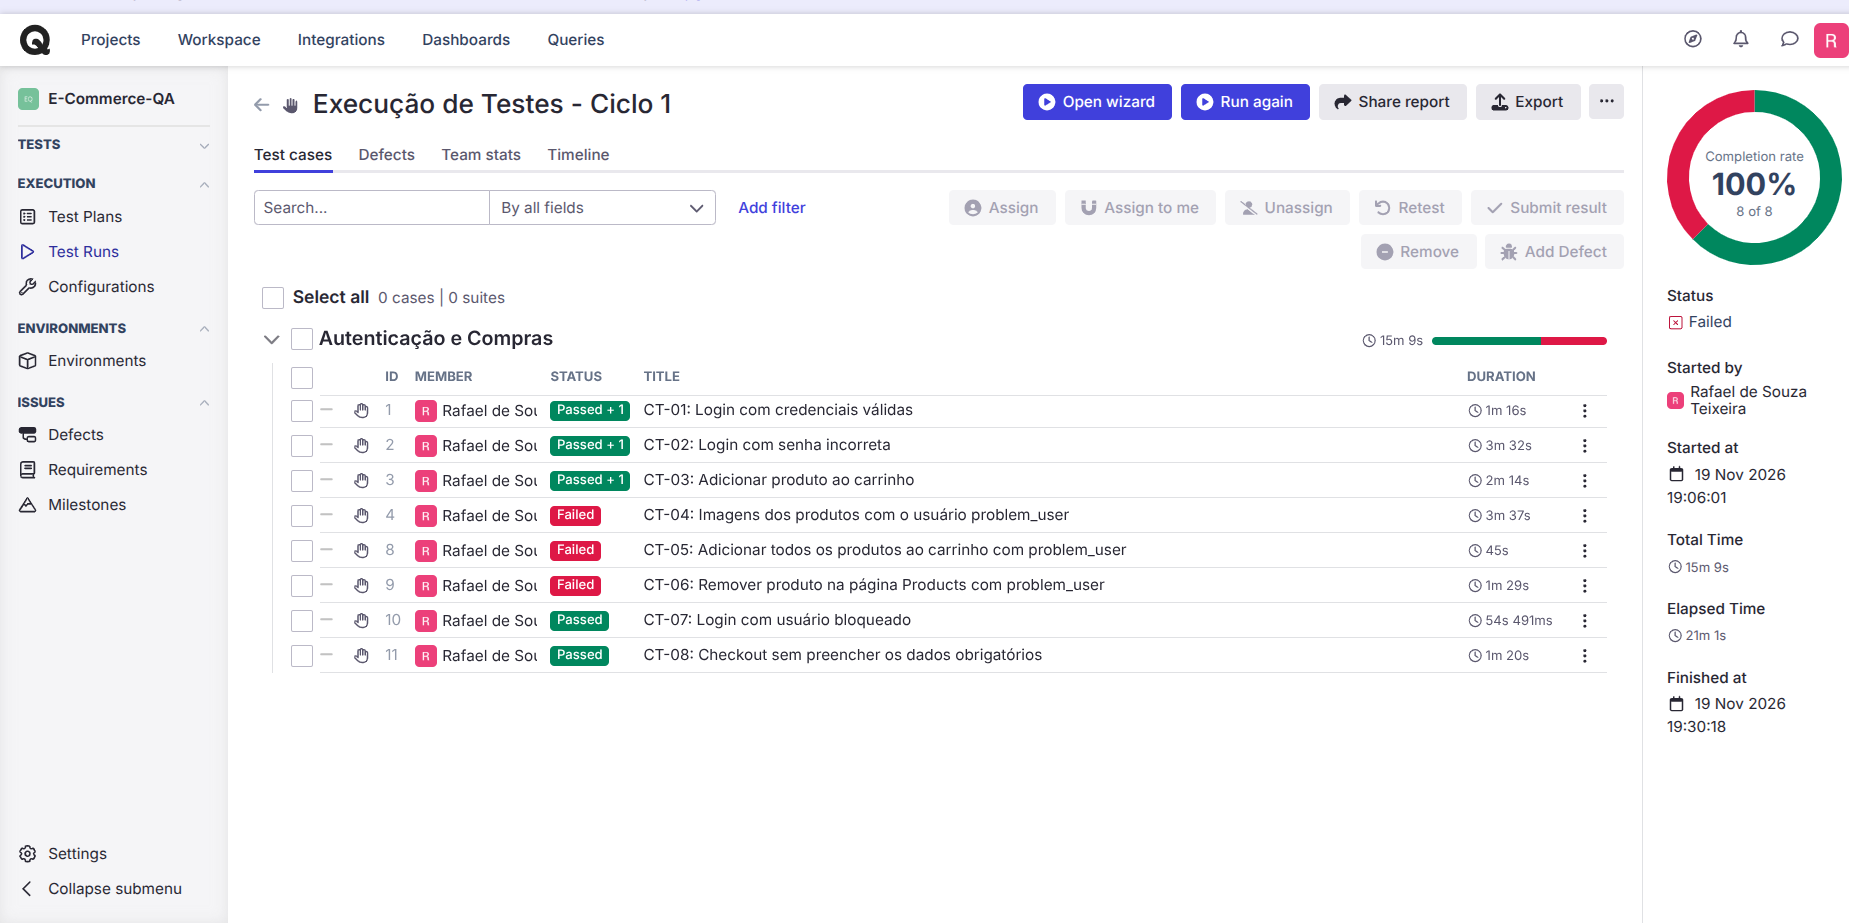 Projects Workspace Integrations Dashboards Queries R
EQ E-Commerce-QA
TESTS
EXECUTION
Test Plans
Test Runs
Configurations
ENVIRONMENTS
Environments
ISSUES
Defects
Requirements
Milestones
Settings
Collapse submenu
Execução de Testes - Ciclo 1
Open wizard Run again Share report Export
Test cases Defects Team stats Timeline
Search... By all fields Add filter
Assign Assign to me Unassign Retest Submit result
Remove Add Defect
Select all 0 cases | 0 suites
Autenticação e Compras 15m 9s
ID MEMBER STATUS TITLE DURATION
1 R Rafael de Sou Passed + 1 CT-01: Login com credenciais válidas 1m 16s
2 R Rafael de Sou Passed + 1 CT-02: Login com senha incorreta 3m 32s
3 R Rafael de Sou Passed + 1 CT-03: Adicionar produto ao carrinho 2m 14s
4 R Rafael de Sou Failed CT-04: Imagens dos produtos com o usuário problem_user 3m 37s
8 R Rafael de Sou Failed CT-05: Adicionar todos os produtos ao carrinho com problem_user 45s
9 R Rafael de Sou Failed CT-06: Remover produto na página Products com problem_user 1m 29s
10 R Rafael de Sou Passed CT-07: Login com usuário bloqueado 54s 491ms
11 R Rafael de Sou Passed CT-08: Checkout sem preencher os dados obrigatórios 1m 20s
Completion rate
100%
8 of 8
Status
Failed
Started by
R Rafael de Souza
Teixeira
Started at
19 Nov 2026
19:06:01
Total Time
15m 9s
Elapsed Time
21m 1s
Finished at
19 Nov 2026
19:30:18